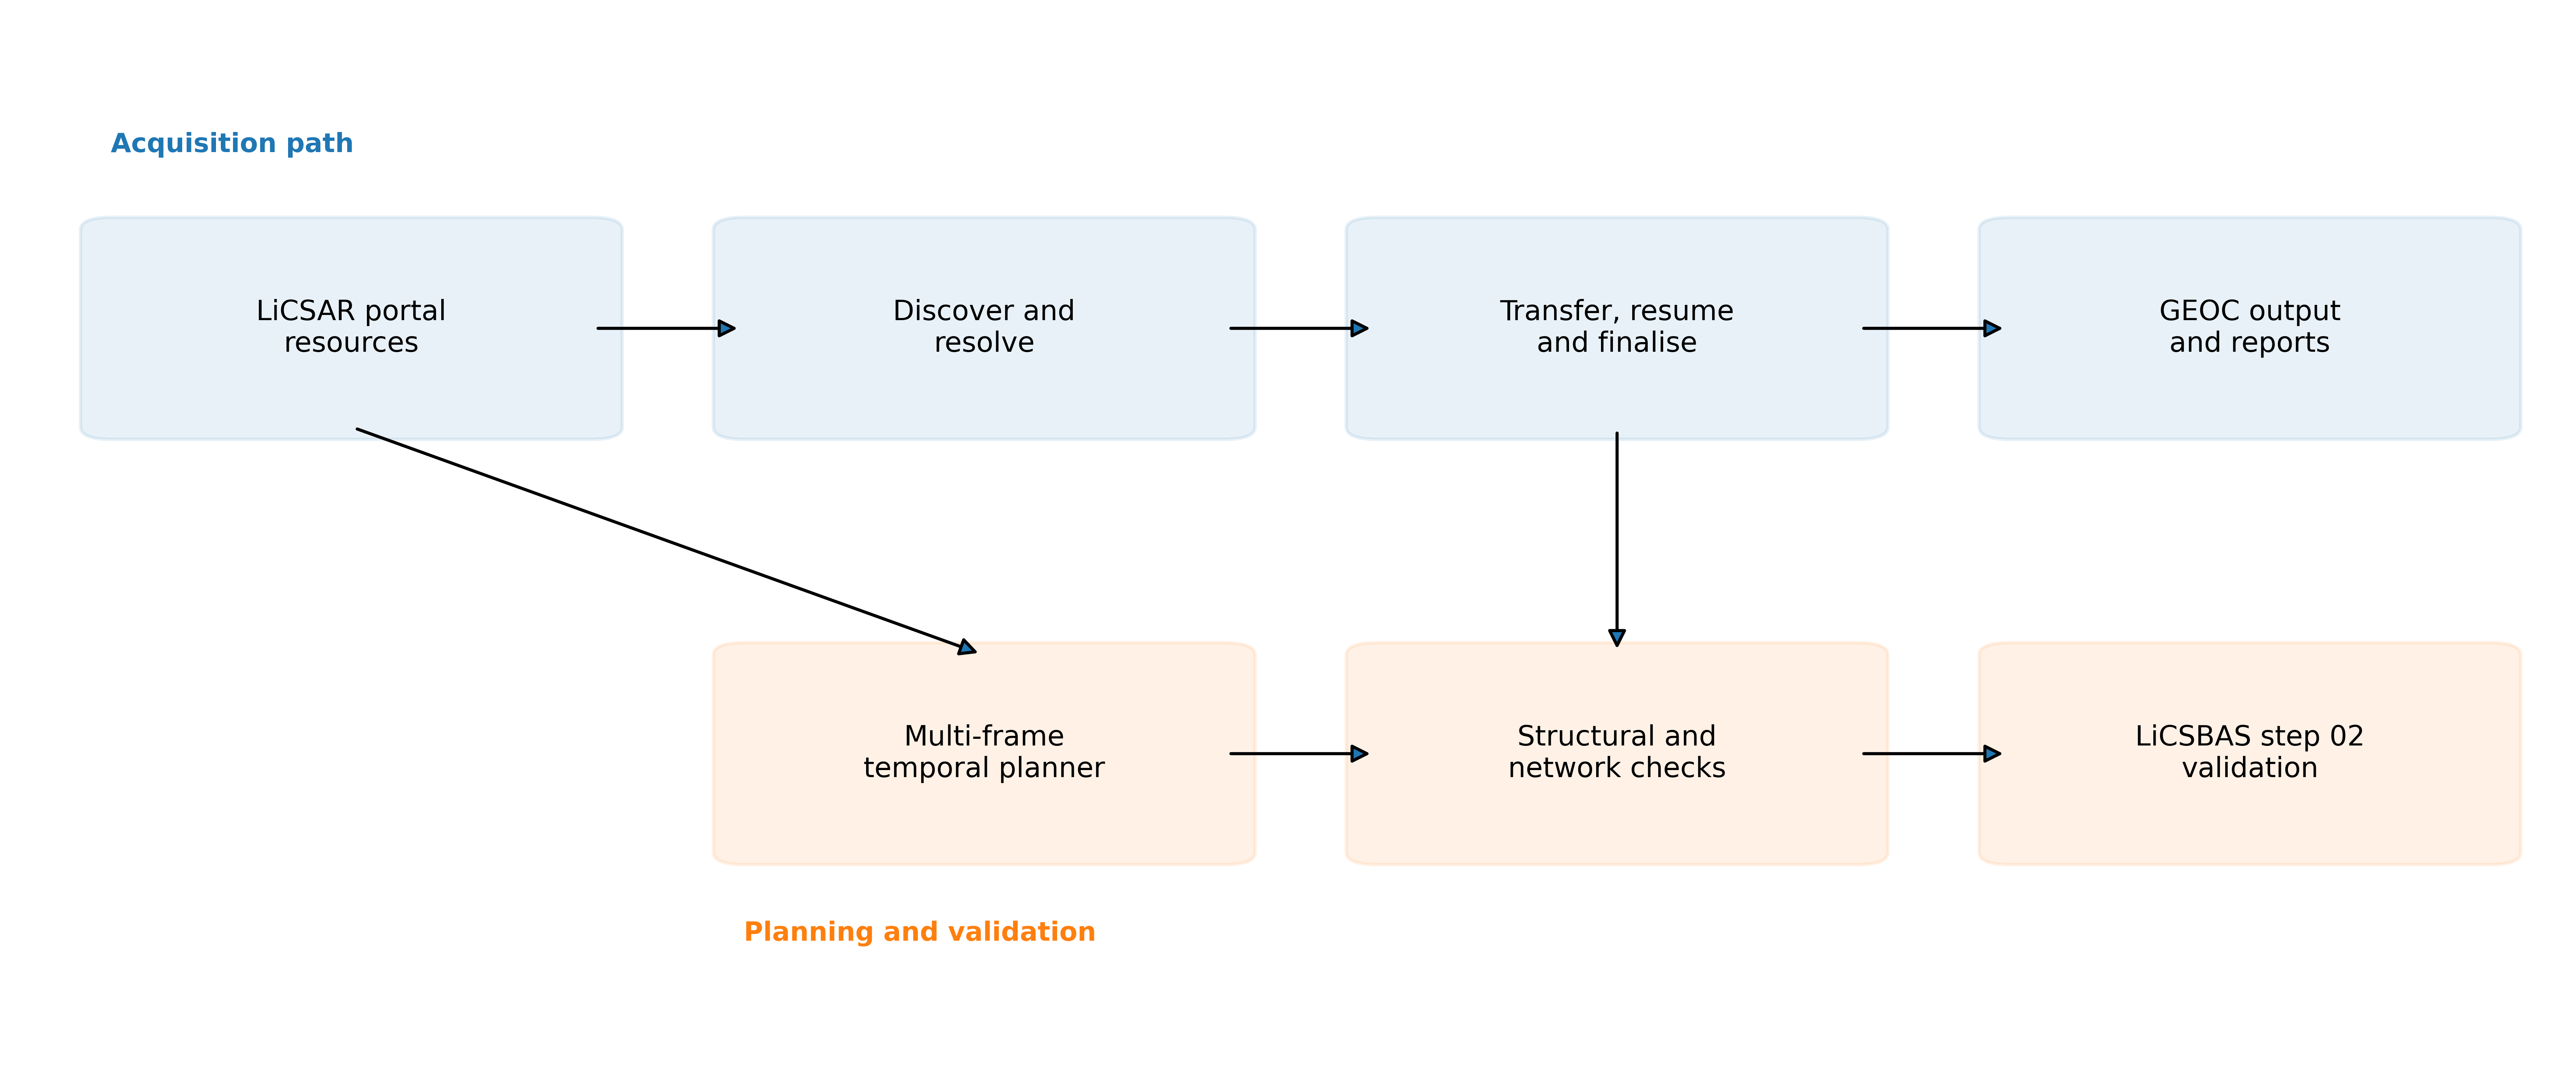 Acquisition path
LiCSAR portal
resources
Discover and
resolve
Transfer, resume
and finalise
GEOC output
and reports
Multi-frame
temporal planner
Structural and
network checks
LiCSBAS step 02
validation
Planning and validation